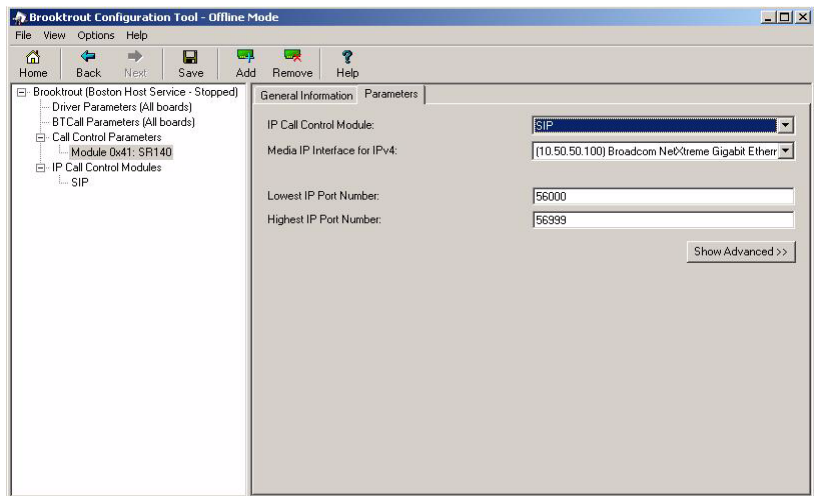 Brooktrout Configuration Tool - Offline Mode
File View Options Help
Home Back Next Save Add Remove Help
Brooktrout (Boston Host Service - Stopped)
Driver Parameters (All boards)
BTCall Parameters (All boards)
Call Control Parameters
Module 0x41: SR140
IP Call Control Modules
SIP
General Information Parameters
IP Call Control Module: SIP
Media IP Interface for IPv4: (10.50.50.100) Broadcom NetXtreme Gigabit Etherr
Lowest IP Port Number: 56000
Highest IP Port Number: 56999
Show Advanced >>